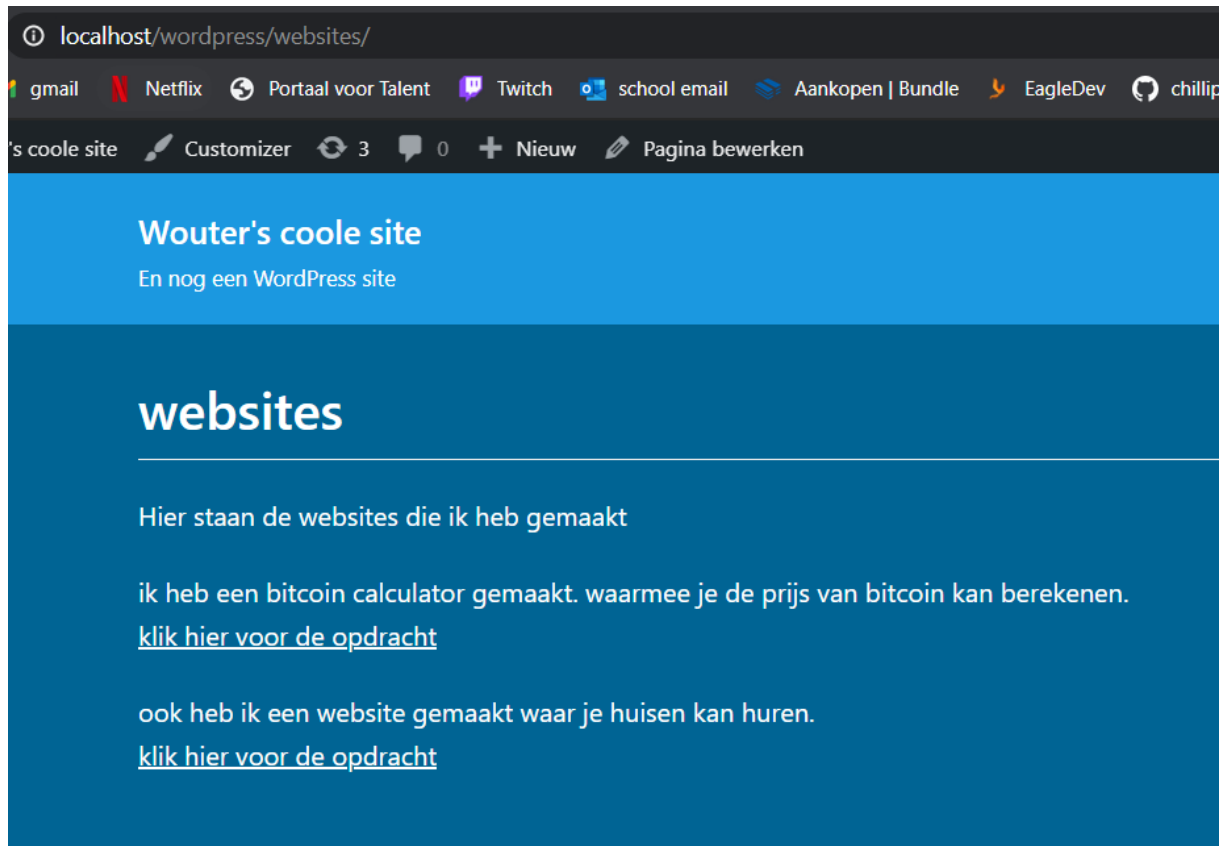 localhost/wordpress/websites/
gmail Netflix Portaal voor Talent Twitch school email Aankopen | Bundle EagleDev chillip
's coole site Customizer 3 0 Nieuw Pagina bewerken
Wouter's coole site
En nog een WordPress site
websites
Hier staan de websites die ik heb gemaakt
ik heb een bitcoin calculator gemaakt. waarmee je de prijs van bitcoin kan berekenen.
klik hier voor de opdracht
ook heb ik een website gemaakt waar je huisen kan huren.
klik hier voor de opdracht